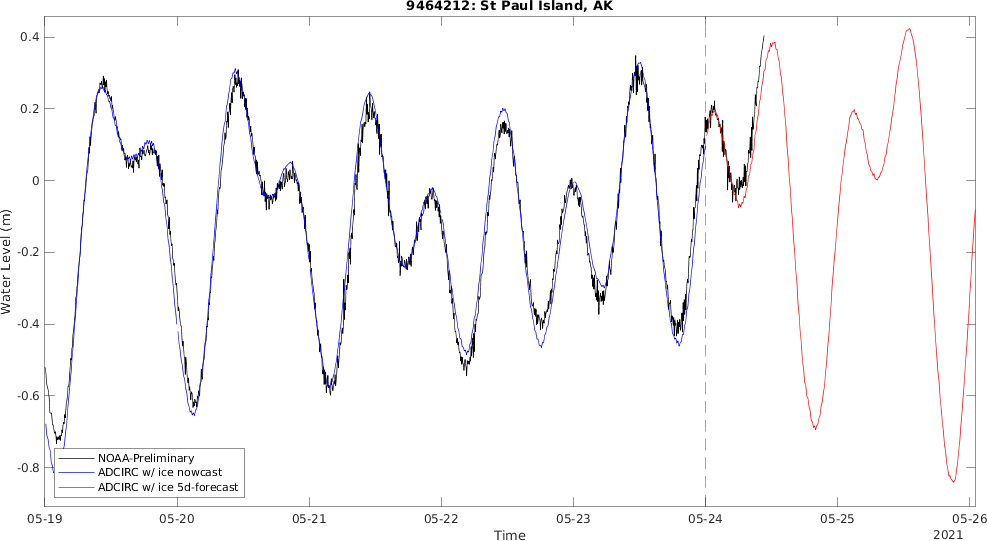 9464212: St Paul Island, AK
0.4
0.2
0
-0.2
-0.4
-0.6
-0.8
Water Level (m)
NOAA-Preliminary
ADCIRC w/ ice nowcast
ADCIRC w/ ice 5d-forecast
05-19 05-20 05-21 05-22 05-23 05-24 05-25 05-26
Time
2021